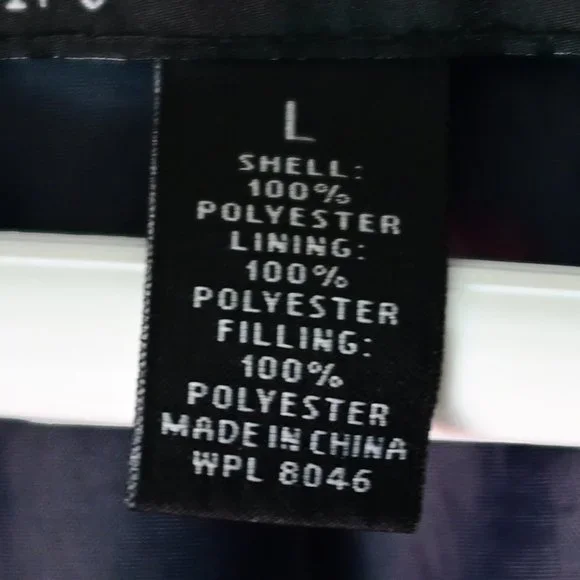 L
SHELL:
100%
POLYESTER
LINING:
100%
POLYESTER
FILLING:
100%
POLYESTER
MADE IN CHINA
WPL 8046